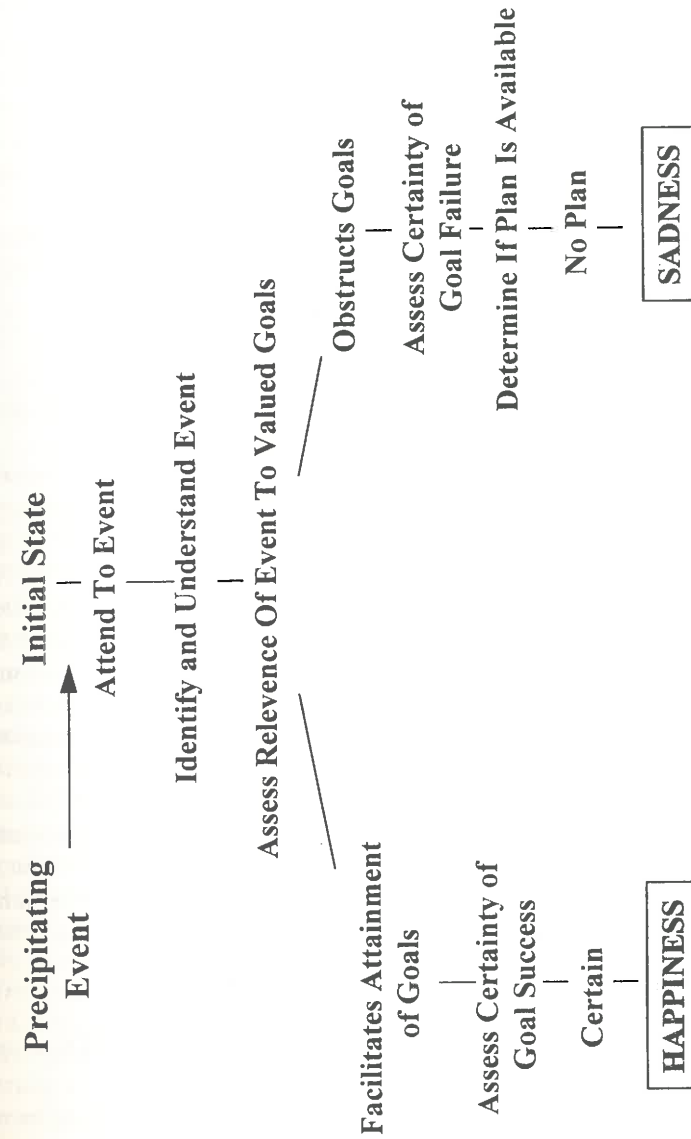 Precipitating
Event
Initial State
Attend To Event
Identify and Understand Event
Assess Relevence Of Event To Valued Goals
Facilitates Attainment
of Goals
Assess Certainty of
Goal Success
Certain
HAPPINESS
Obstructs Goals
Assess Certainty of
Goal Failure
Determine If Plan Is Available
No Plan
SADNESS